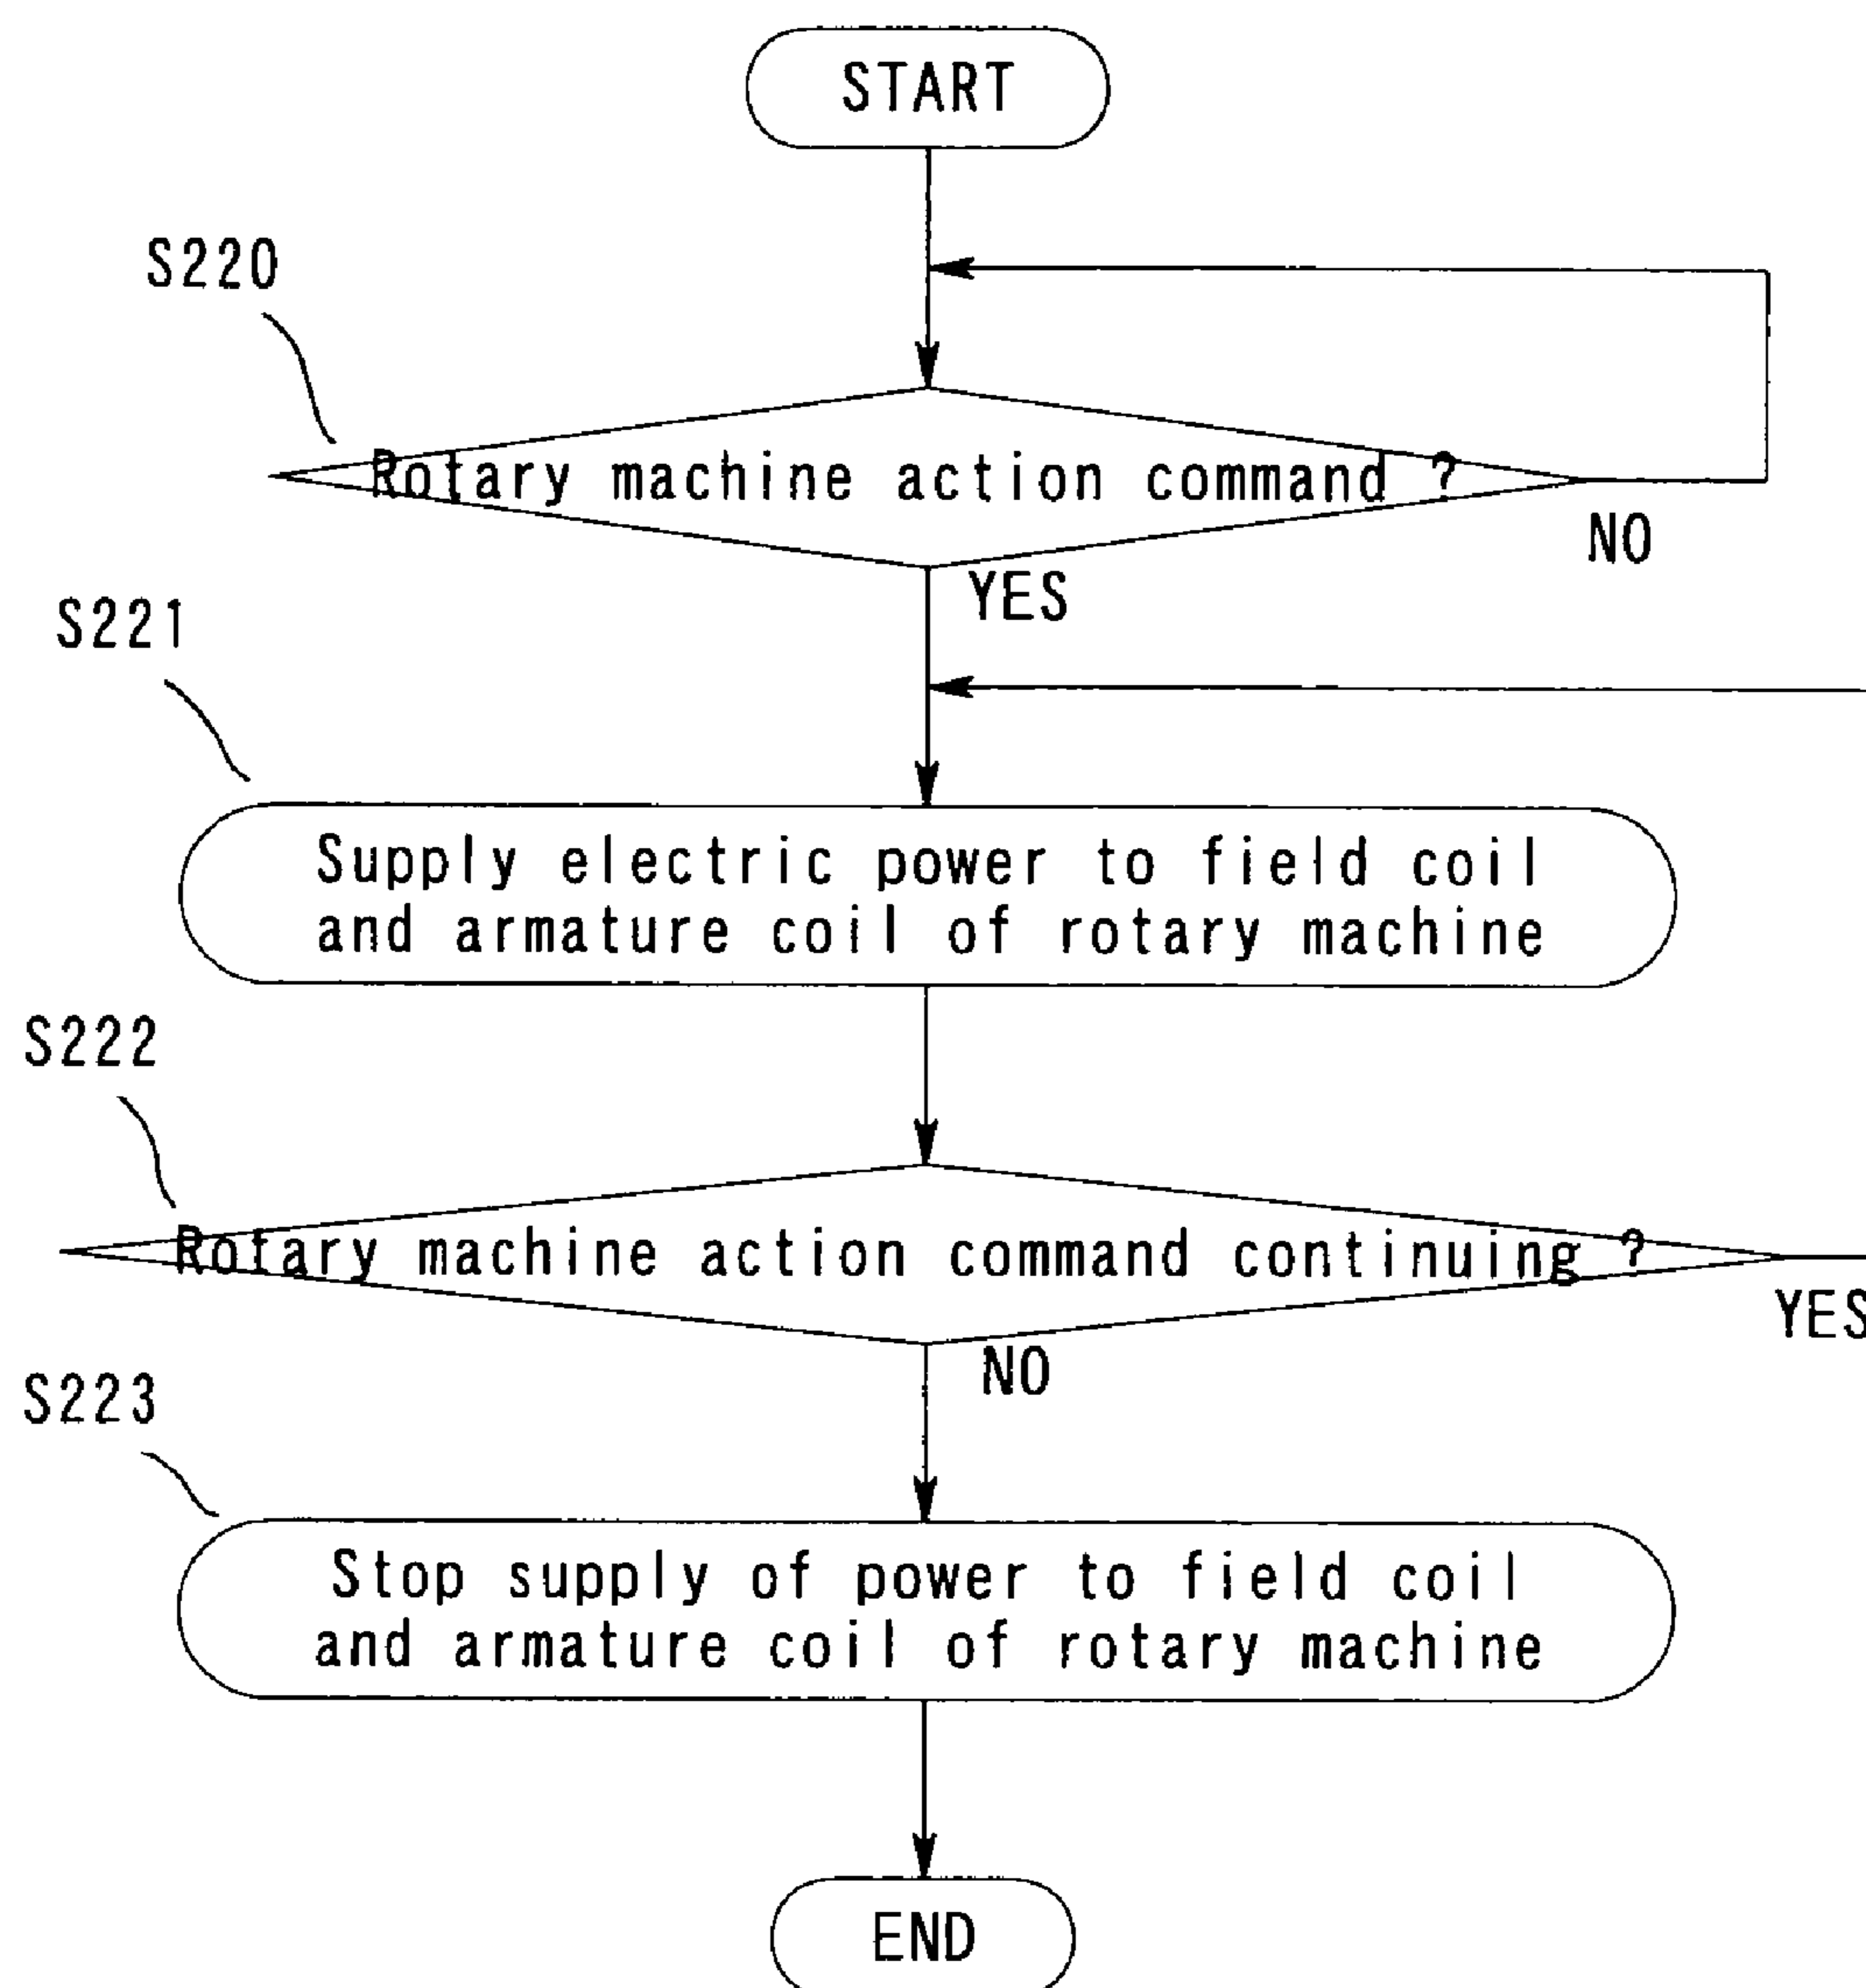 START
S220
Rotary machine action command ?
NO
YES
S221
Supply electric power to field coil
and armature coil of rotary machine
S222
Rotary machine action command continuing ?
YES
NO
S223
Stop supply of power to field coil
and armature coil of rotary machine
END